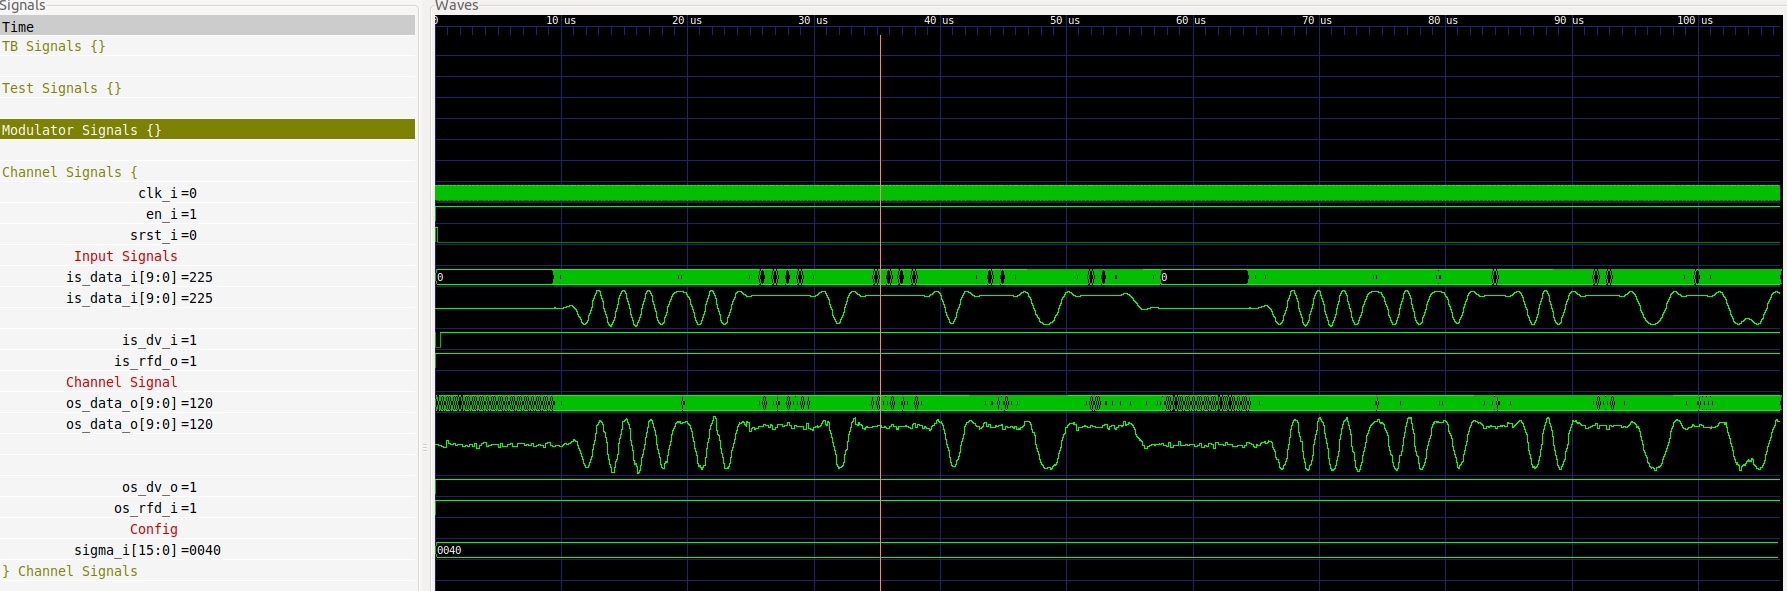 Signals
Waves
Time
0 10 us 20 us 30 us 40 us 50 us 60 us 70 us 80 us 90 us 100 us
TB Signals {}
Test Signals {}
Modulator Signals {}
Channel Signals {
clk_i=0
en_i=1
srst_i=0
Input Signals
is_data_i[9:0]=225 0 0
is_data_i[9:0]=225
is_dv_i=1
is_rfd_o=1
Channel Signal
os_data_o[9:0]=120
os_data_o[9:0]=120
os_dv_o=1
os_rfd_i=1
Config
sigma_i[15:0]=0040 0040
} Channel Signals